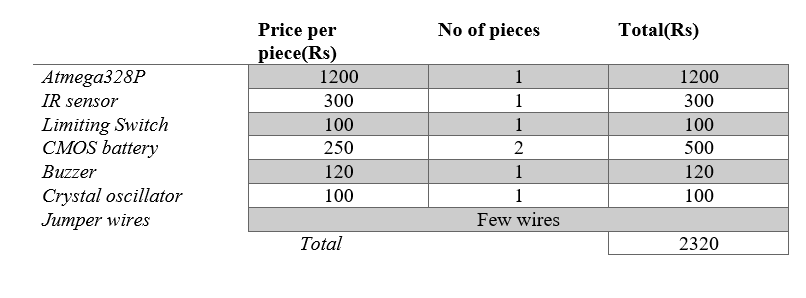 Price per piece(Rs) No of pieces Total(Rs)
Atmega328P 1200 1 1200
IR sensor 300 1 300
Limiting Switch 100 1 100
CMOS battery 250 2 500
Buzzer 120 1 120
Crystal oscillator 100 1 100
Jumper wires Few wires
Total 2320